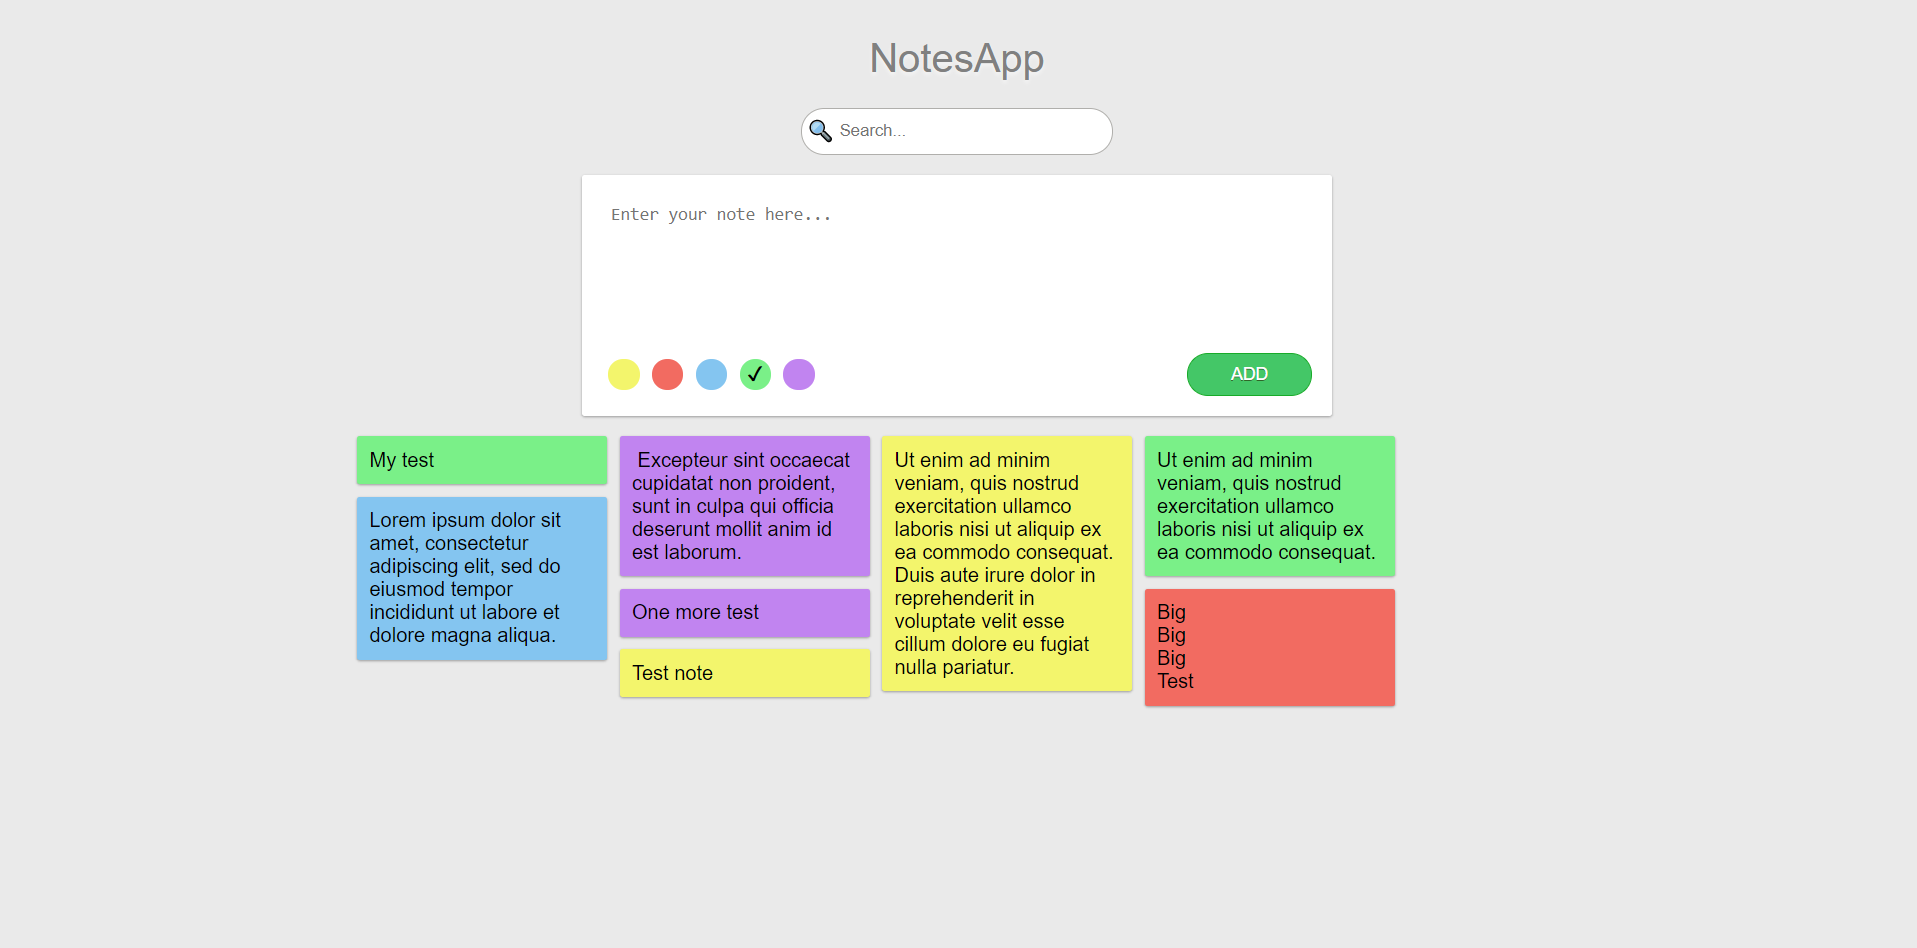 NotesApp
Search...
Enter your note here...
ADD
My test
Lorem ipsum dolor sit
amet, consectetur
adipiscing elit, sed do
eiusmod tempor
incididunt ut labore et
dolore magna aliqua.
Excepteur sint occaecat
cupidatat non proident,
sunt in culpa qui officia
deserunt mollit anim id
est laborum.
One more test
Test note
Ut enim ad minim
veniam, quis nostrud
exercitation ullamco
laboris nisi ut aliquip ex
ea commodo consequat.
Duis aute irure dolor in
reprehenderit in
voluptate velit esse
cillum dolore eu fugiat
nulla pariatur.
Ut enim ad minim
veniam, quis nostrud
exercitation ullamco
laboris nisi ut aliquip ex
ea commodo consequat.
Big
Big
Big
Test